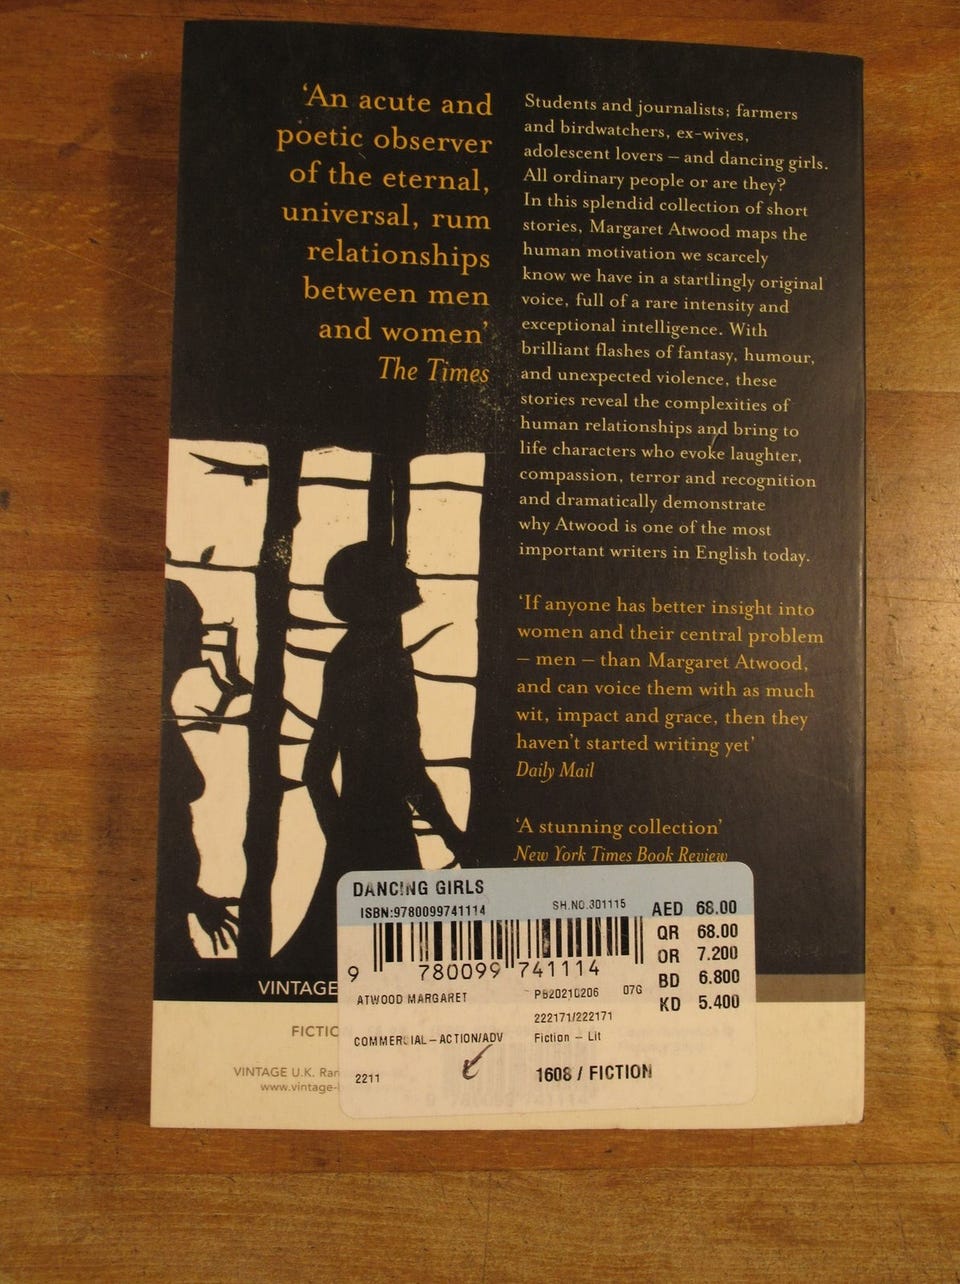 ‘An acute and
poetic observer
of the eternal,
universal, rum
relationships
between men
and women’
The Times
Students and journalists; farmers
and birdwatchers, ex-wives,
adolescent lovers – and dancing girls.
All ordinary people or are they?
In this splendid collection of short
stories, Margaret Atwood maps the
human motivation we scarcely
know we have in a startlingly original
voice, full of a rare intensity and
exceptional intelligence. With
brilliant flashes of fantasy, humour,
and unexpected violence, these
stories reveal the complexities of
human relationships and bring to
life characters who evoke laughter,
compassion, terror and recognition
and dramatically demonstrate
why Atwood is one of the most
important writers in English today.
‘If anyone has better insight into
women and their central problem
– men – than Margaret Atwood,
and can voice them with as much
wit, impact and grace, then they
haven’t started writing yet’
Daily Mail
‘A stunning collection’
New York Times Book Review
DANCING GIRLS
ISBN:9780099741114 SH.NO.301115
AED 68.00
QR 68.00
OR 7.200
BD 6.800
KD 5.400
9 780099 741114
ATWOOD MARGARET PB20210206 07G
222171/222171
COMMERCIAL-ACTION/ADV Fiction - Lit
2211 1608 / FICTION
VINTAGE
FICTIO
VINTAGE U.K. Ran
www.vintage-
9 780099 741114